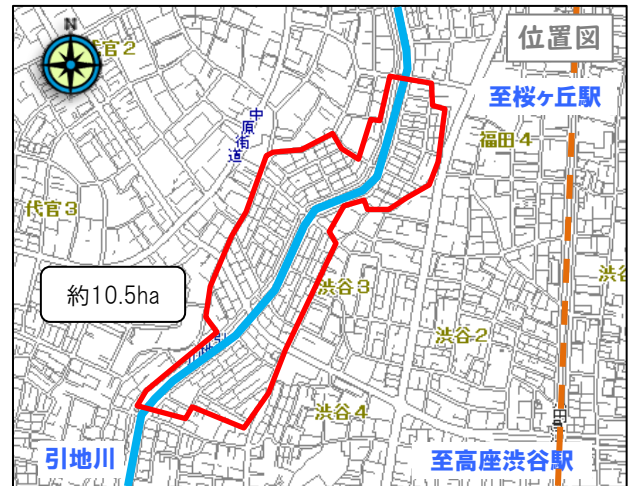 位置図
N
代官2
至桜ヶ丘駅
中原街道
福田4
代官3
約10.5ha
渋谷3
渋谷2
渋谷4
引地川
至高座渋谷駅